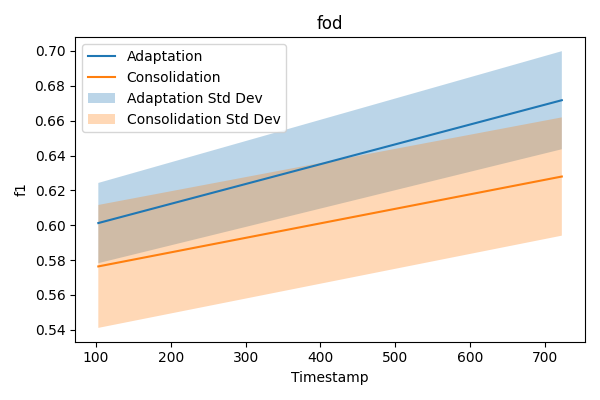 fod
Adaptation
Consolidation
Adaptation Std Dev
Consolidation Std Dev
f1
0.70
0.68
0.66
0.64
0.62
0.60
0.58
0.56
0.54
100 200 300 400 500 600 700
Timestamp